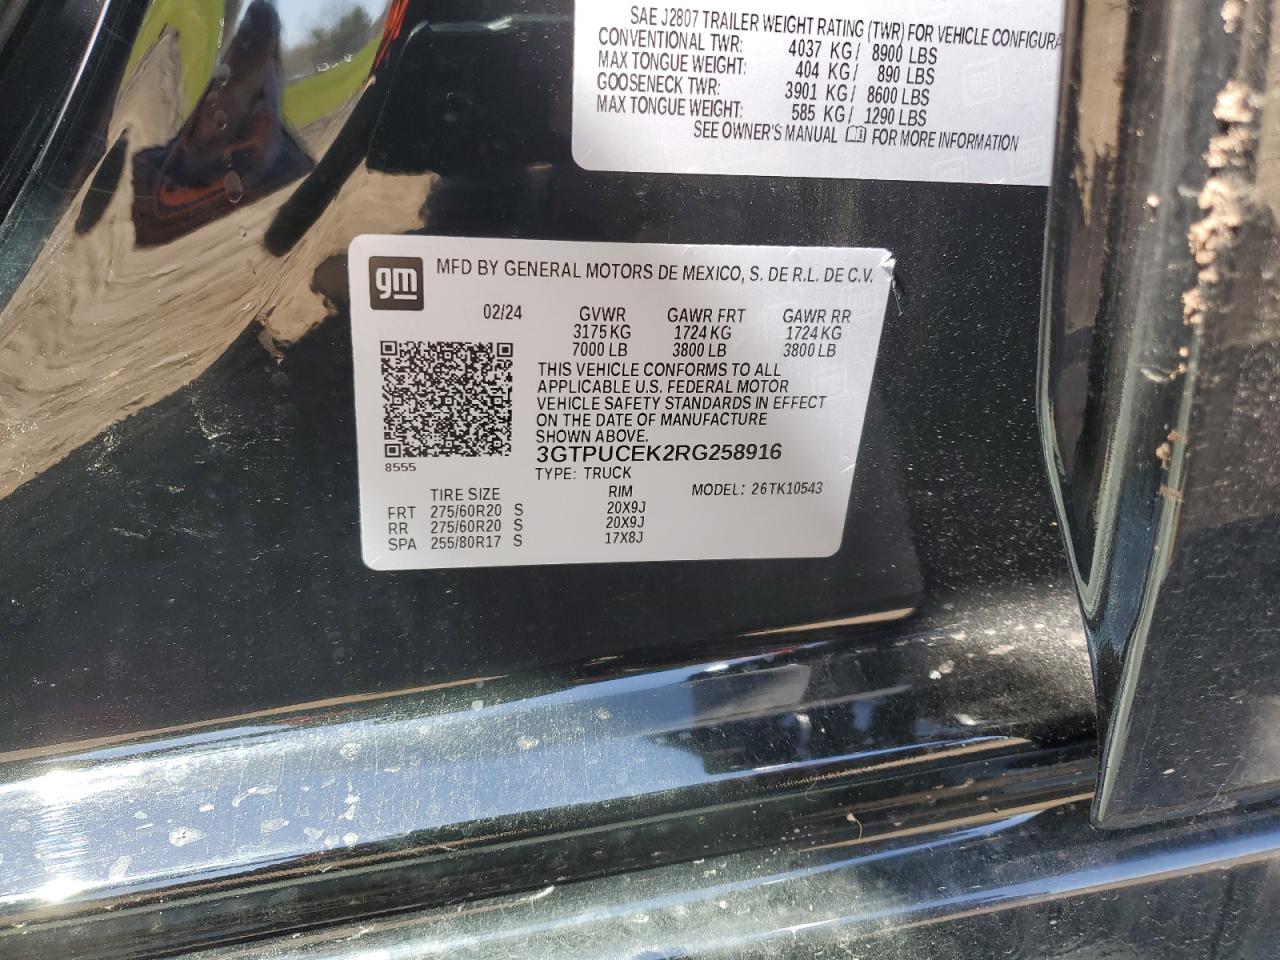 SAE J2807 TRAILER WEIGHT RATING (TWR) FOR VEHICLE CONFIGURA
CONVENTIONAL TWR: 4037 KG / 8900 LBS
MAX TONGUE WEIGHT: 404 KG / 890 LBS
GOOSENECK TWR: 3901 KG / 8600 LBS
MAX TONGUE WEIGHT: 585 KG / 1290 LBS
SEE OWNER'S MANUAL FOR MORE INFORMATION
gm MFD BY GENERAL MOTORS DE MEXICO, S. DE R.L. DE C.V.
02/24 GVWR GAWR FRT GAWR RR
3175 KG 1724 KG 1724 KG
7000 LB 3800 LB 3800 LB
THIS VEHICLE CONFORMS TO ALL
APPLICABLE U.S. FEDERAL MOTOR
VEHICLE SAFETY STANDARDS IN EFFECT
ON THE DATE OF MANUFACTURE
SHOWN ABOVE.
3GTPUCEK2RG258916
8555
TYPE: TRUCK
MODEL: 26TK10543
TIRE SIZE RIM
FRT 275/60R20 S 20X9J
RR 275/60R20 S 20X9J
SPA 255/80R17 S 17X8J